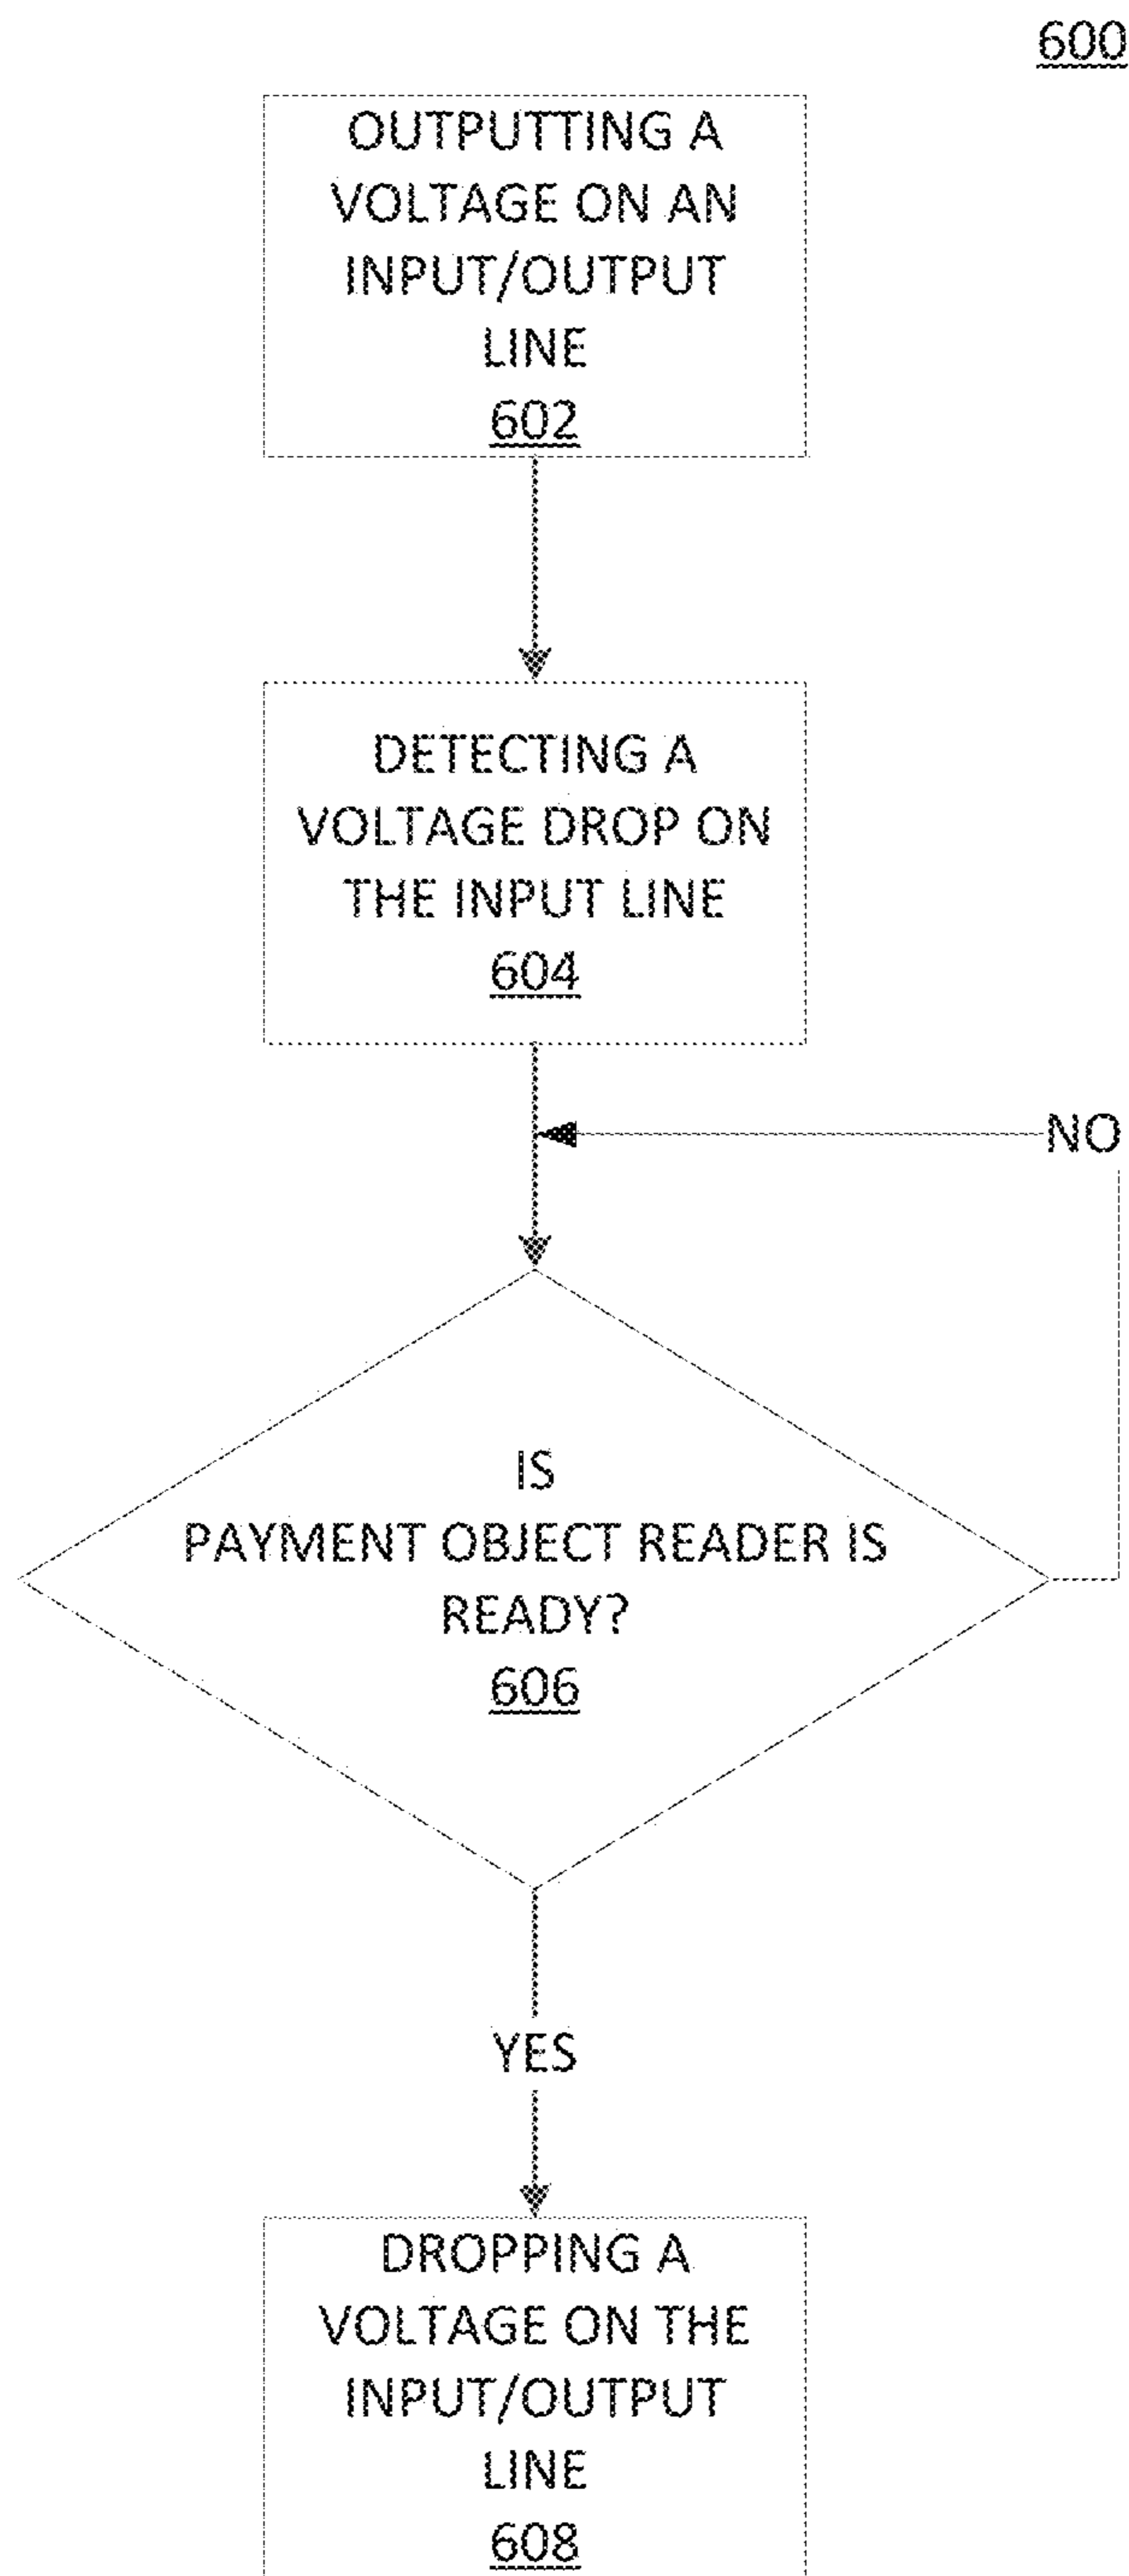 600
OUTPUTTING A
VOLTAGE ON AN
INPUT/OUTPUT
LINE
602
DETECTING A
VOLTAGE DROP ON
THE INPUT LINE
604
NO
IS
PAYMENT OBJECT READER IS
READY?
606
YES
DROPPING A
VOLTAGE ON THE
INPUT/OUTPUT
LINE
608